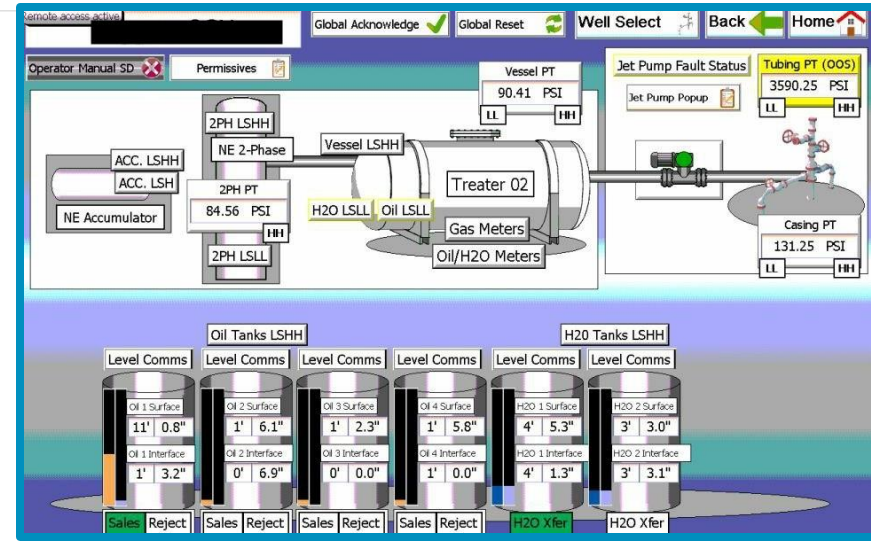 Remote access active
Global Acknowledge
Global Reset
Well Select
Back
Home
Operator Manual SD
Permissives
Vessel PT
90.41 PSI
LL HH
Jet Pump Fault Status
Tubing PT (OOS)
3590.25 PSI
LL HH
Jet Pump Popup
2PH LSHH
NE 2-Phase
Vessel LSHH
ACC. LSHH
ACC. LSH
NE Accumulator
2PH PT
84.56 PSI
HH
2PH LSLL
Treater 02
H2O LSLL Oil LSLL
Gas Meters
Oil/H2O Meters
Casing PT
131.25 PSI
LL HH
Oil Tanks LSHH
H20 Tanks LSHH
Level Comms Level Comms Level Comms Level Comms Level Comms Level Comms
Oil 1 Surface Oil 2 Surface Oil 3 Surface Oil 4 Surface H2O 1 Surface H2O 2 Surface
11' 0.8" 1' 6.1" 1' 2.3" 1' 5.8" 4' 5.3" 3' 3.0"
Oil 1 Interface Oil 2 Interface Oil 3 Interface Oil 4 Interface H2O 1 Interface H2O 2 Interface
1' 3.2" 0' 6.9" 0' 0.0" 1' 0.0" 4' 1.3" 3' 3.1"
Sales Reject Sales Reject Sales Reject Sales Reject H2O Xfer H2O Xfer